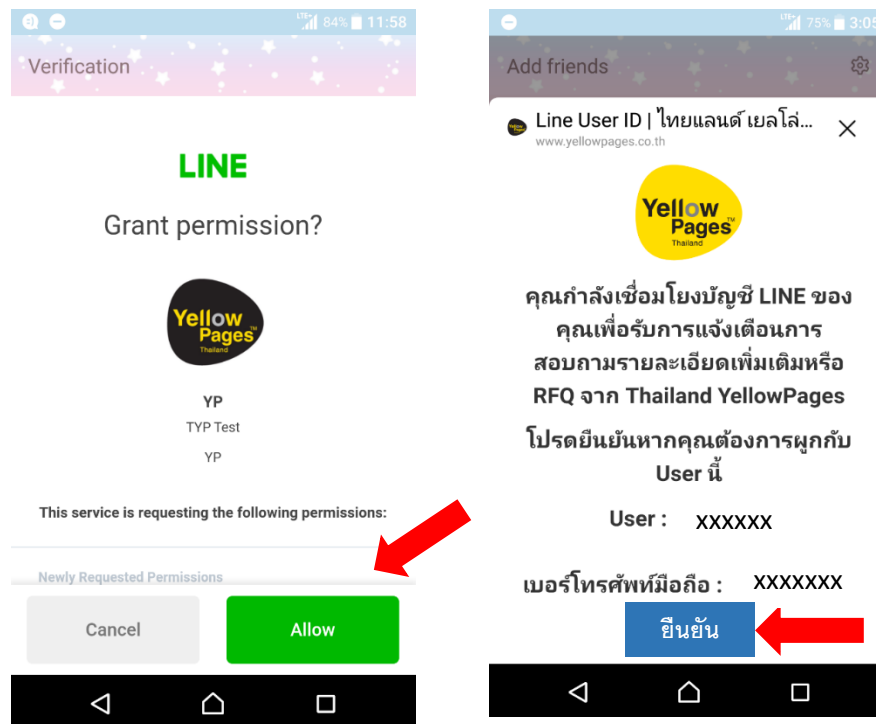 84% 11:58
Verification
LINE
Grant permission?
Yellow
Pages
Thailand
YP
TYP Test
YP
This service is requesting the following permissions:
Newly Requested Permissions
Cancel
Allow
75% 3:05
Add friends
Line User ID | ไทยแลนด์ เยลโล่...
www.yellowpages.co.th
Yellow
Pages™
Thailand
คุณกำลังเชื่อมโยงบัญชี LINE ของ
คุณเพื่อรับการแจ้งเตือนการ
สอบถามรายละเอียดเพิ่มเติมหรือ
RFQ จาก Thailand YellowPages
โปรดยืนยันหากคุณต้องการผูกกับ
User นี้
User : xxxxxx
เบอร์โทรศัพท์มือถือ : xxxxxxx
ยืนยัน